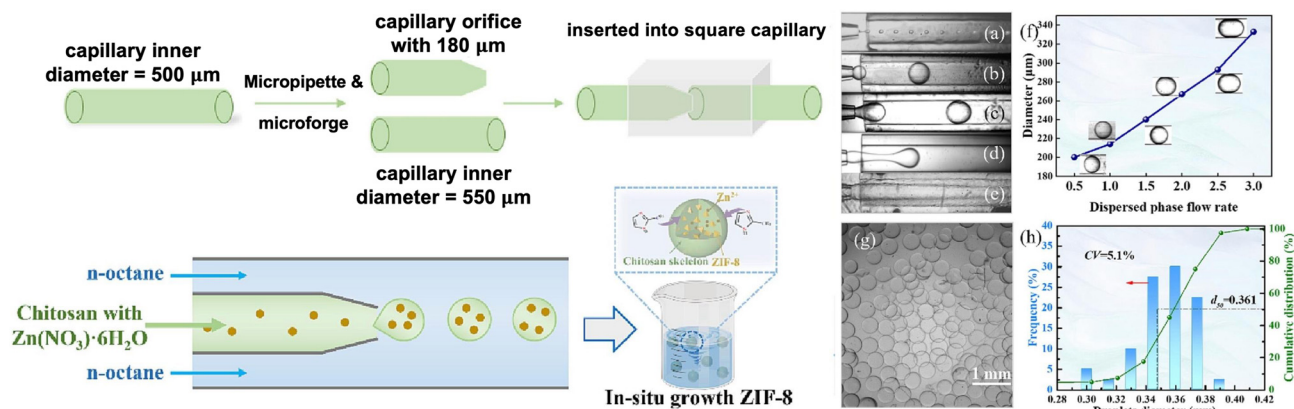 capillary inner
diameter = 500 μm
Micropipette &
microforge
capillary orifice
with 180 μm
capillary inner
diameter = 550 μm
inserted into square capillary
n-octane
Chitosan with
Zn(NO₃)·6H₂O
n-octane
Zn²⁺
Chitosan skeleton
ZIF-8
In-situ growth ZIF-8
(a)
(b)
(c)
(d)
(e)
(f)
Diameter (μm)
340
320
300
280
260
240
220
200
180
0.5 1.0 1.5 2.0 2.5 3.0
Dispersed phase flow rate
(g)
1 mm
(h)
CV=5.1%
d₅₀=0.361
Frequency (%)
40
35
30
25
20
15
10
5
0
Cumulative distribution (%)
100
80
60
40
20
0
0.28 0.30 0.32 0.34 0.36 0.38 0.40 0.42